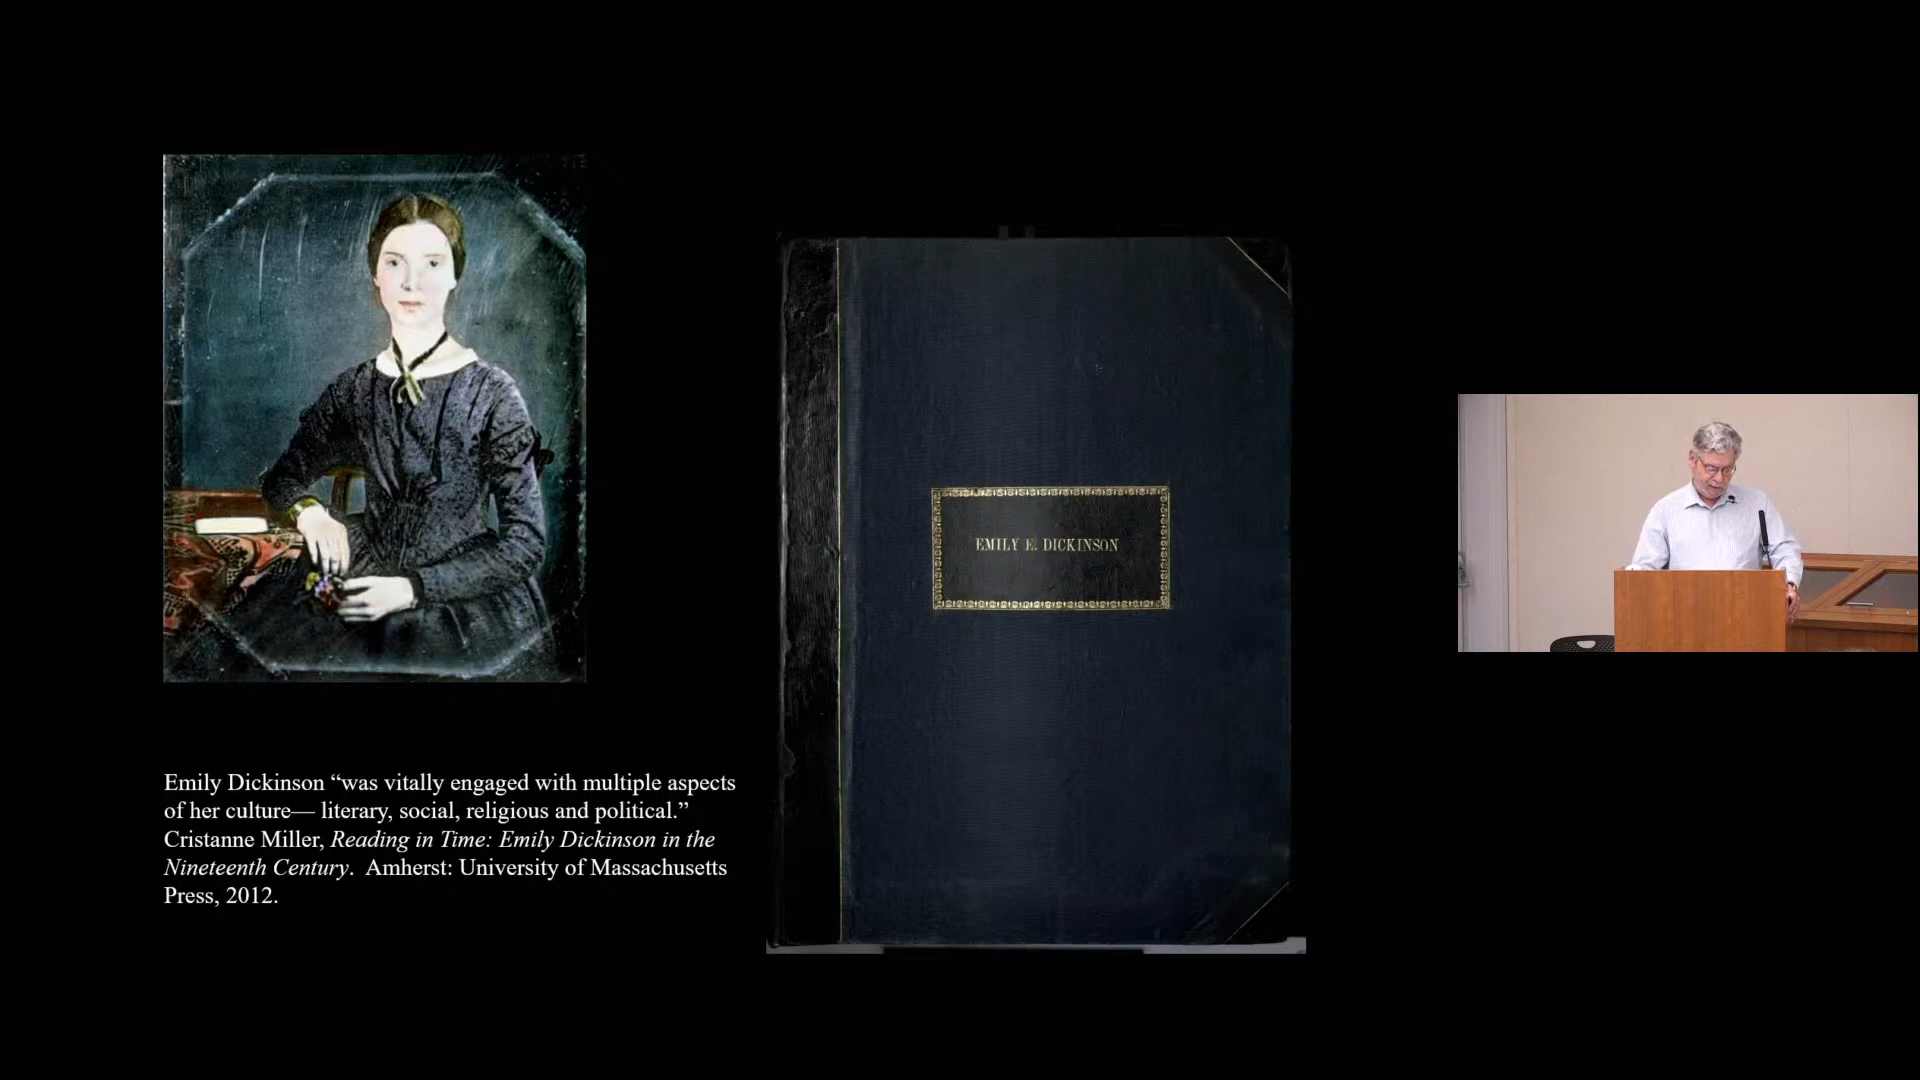 EMILY E. DICKINSON
Emily Dickinson “was vitally engaged with multiple aspects
of her culture— literary, social, religious and political.”
Cristanne Miller, Reading in Time: Emily Dickinson in the
Nineteenth Century.  Amherst: University of Massachusetts
Press, 2012.